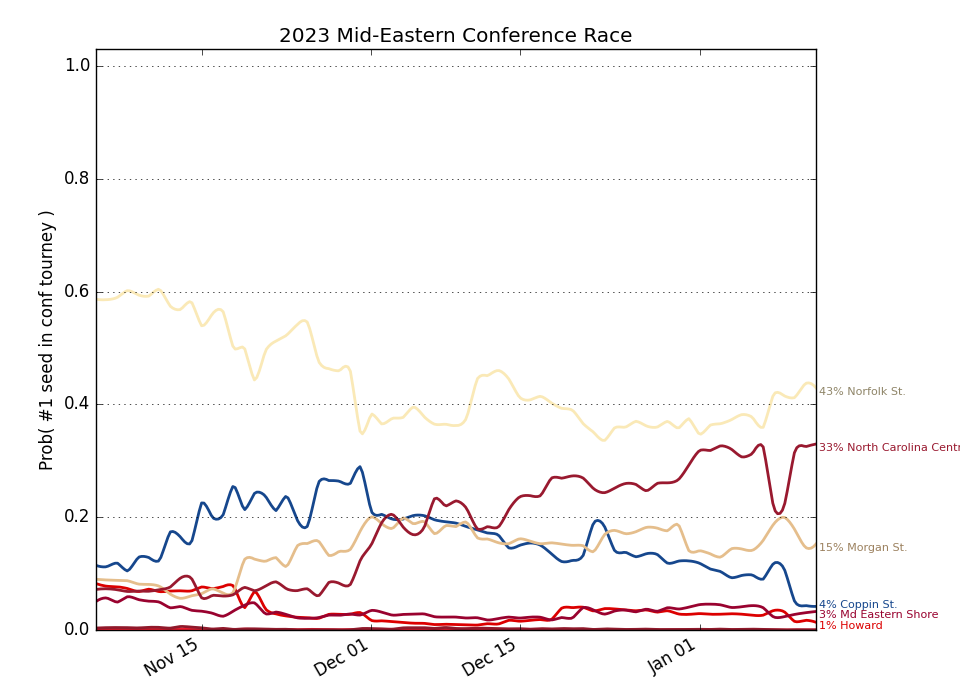 2023 Mid-Eastern Conference Race
Prob( #1 seed in conf tourney )
1.0
0.8
0.6
0.4
0.2
0.0
43% Norfolk St.
33% North Carolina Centr
15% Morgan St.
4% Coppin St.
3% Md Eastern Shore
1% Howard
Nov 15
Dec 01
Dec 15
Jan 01